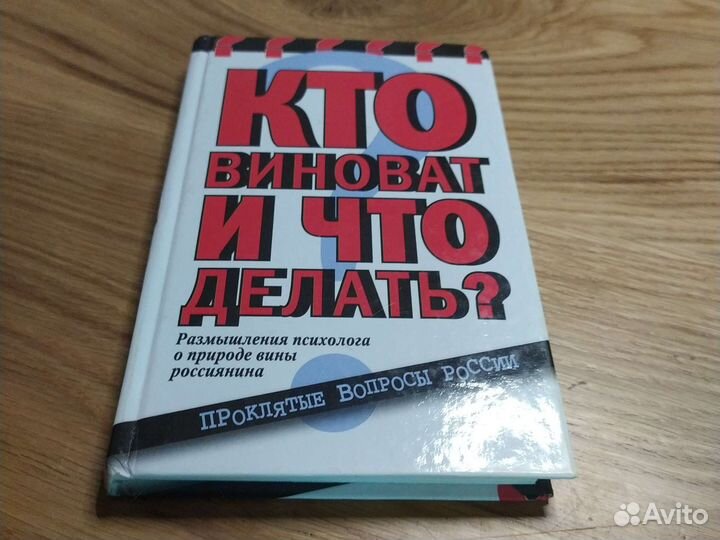 КТО
ВИНОВАТ
И ЧТО
ДЕЛАТЬ?
Размышления психолога
о природе вины
россиянина
ПРОКЛЯТЫЕ ВОПРОСЫ РОССИИ
Avito